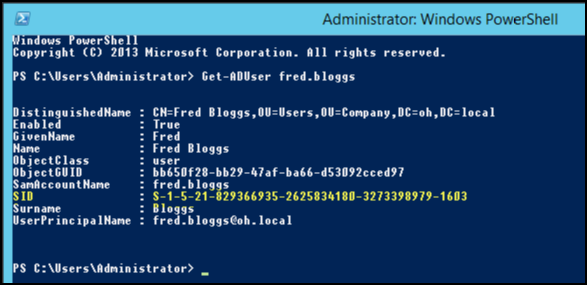 Administrator: Windows PowerShell
Windows PowerShell
Copyright (C) 2013 Microsoft Corporation. All rights reserved.
PS C:\Users\Administrator> Get-ADUser fred.bloggs
DistinguishedName : CN=Fred Bloggs,OU=Users,OU=Company,DC=oh,DC=local
Enabled : True
GivenName : Fred
Name : Fred Bloggs
ObjectClass : user
ObjectGUID : bb650f28-bb29-47af-ba66-d53092cced97
SamAccountName : fred.bloggs
SID : S-1-5-21-829366935-2625834180-3273398979-1603
Surname : Bloggs
UserPrincipalName : fred.bloggs@oh.local
PS C:\Users\Administrator> _